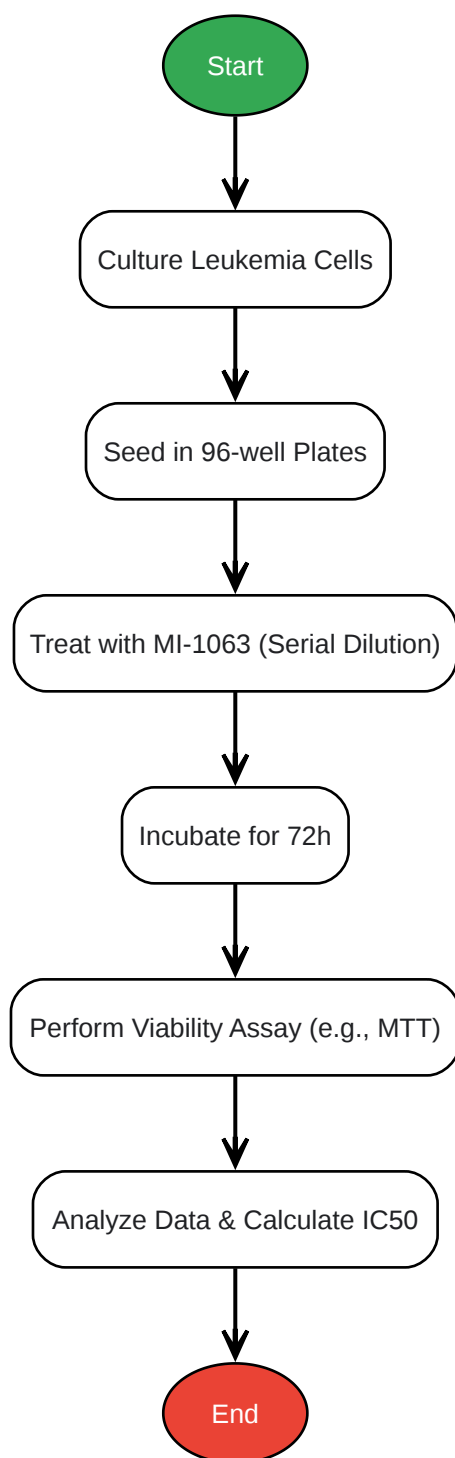 Start
Culture Leukemia Cells
Seed in 96-well Plates
Treat with MI-1063 (Serial Dilution)
Incubate for 72h
Perform Viability Assay (e.g., MTT)
Analyze Data & Calculate IC50
End